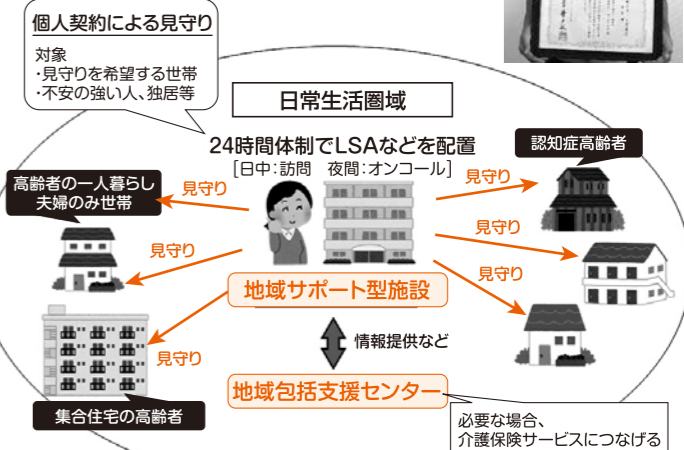 個人契約による見守り
対象
・見守りを希望する世帯
・不安の強い人、独居等
日常生活圏域
24時間体制でLSAなどを配置
[日中:訪問　夜間:オンコール]
高齢者の一人暮らし
夫婦のみ世帯
認知症高齢者
見守り
見守り
見守り
見守り
見守り
見守り
地域サポート型施設
情報提供など
地域包括支援センター
集合住宅の高齢者
必要な場合、
介護保険サービスにつなげる